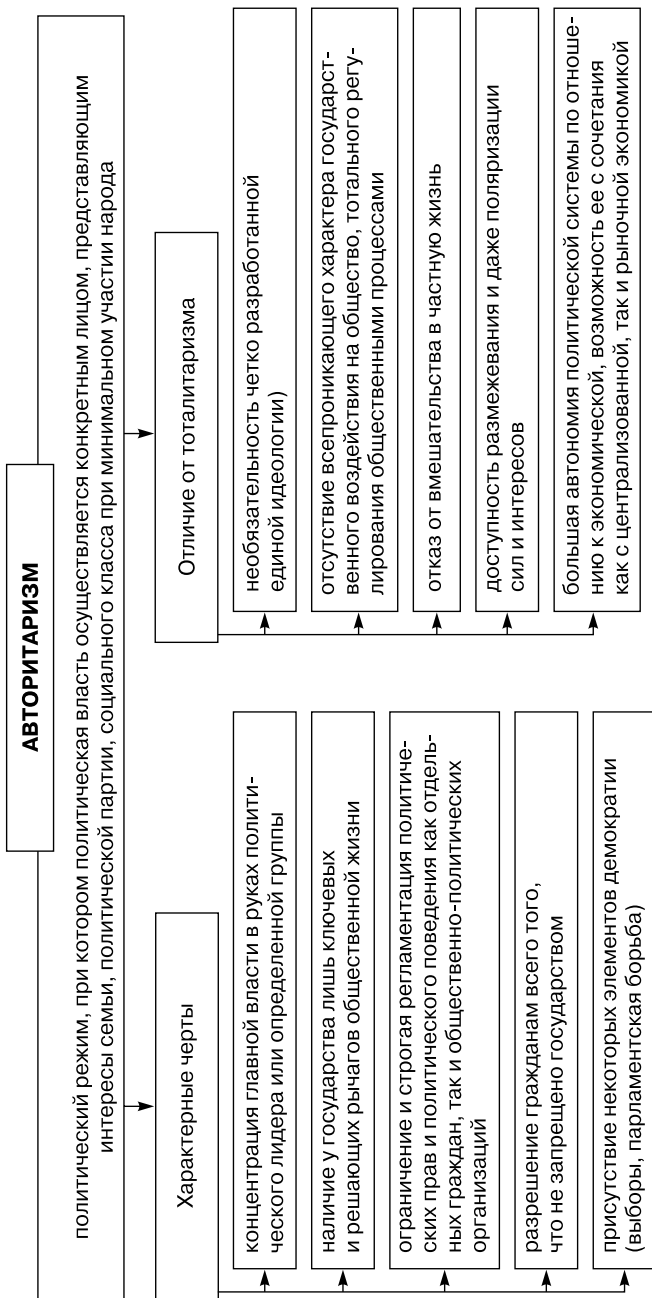 АВТОРИТАРИЗМ
политический режим, при котором политическая власть осуществляется конкретным лицом, представляющим
интересы семьи, политической партии, социального класса при минимальном участии народа
Характерные черты
концентрация главной власти в руках полити-
ческого лидера или определенной группы
наличие у государства лишь ключевых
и решающих рычагов общественной жизни
ограничение и строгая регламентация политиче-
ских прав и политического поведения как отдель-
ных граждан, так и общественно-политических
организаций
разрешение гражданам всего того,
что не запрещено государством
присутствие некоторых элементов демократии
(выборы, парламентская борьба)
Отличие от тоталитаризма
необязательность четко разработанной
единой идеологии)
отсутствие всепроникающего характера государст-
венного воздействия на общество, тотального регу-
лирования общественными процессами
отказ от вмешательства в частную жизнь
доступность размежевания и даже поляризации
сил и интересов
большая автономия политической системы по отноше-
нию к экономической, возможность ее с сочетания
как с централизованной, так и рыночной экономикой